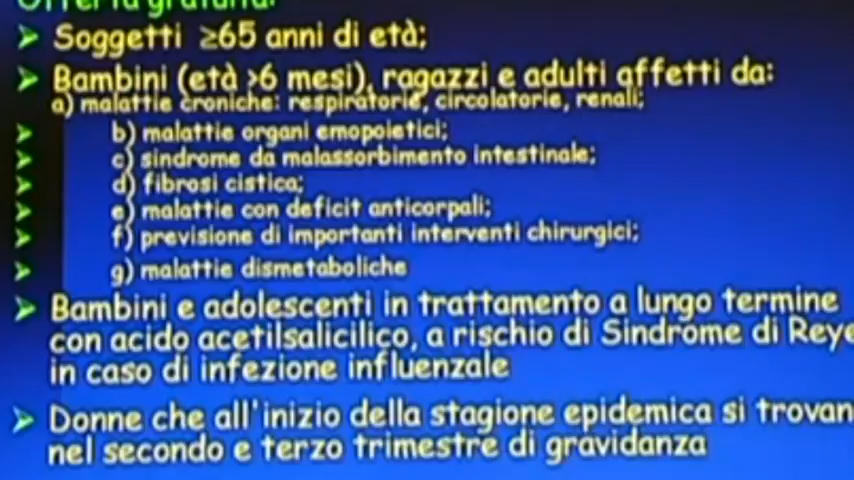 Offerta gratuita:
Soggetti ≥65 anni di età;
Bambini (età >6 mesi), ragazzi e adulti affetti da:
a) malattie croniche: respiratorie, circolatorie, renali;
b) malattie organi emopoietici;
c) sindrome da malassorbimento intestinale;
d) fibrosi cistica;
e) malattie con deficit anticorpali;
f) previsione di importanti interventi chirurgici;
g) malattie dismetaboliche
Bambini e adolescenti in trattamento a lungo termine
con acido acetilsalicilico, a rischio di Sindrome di Reye
in caso di infezione influenzale
Donne che all'inizio della stagione epidemica si trovan
nel secondo e terzo trimestre di gravidanza